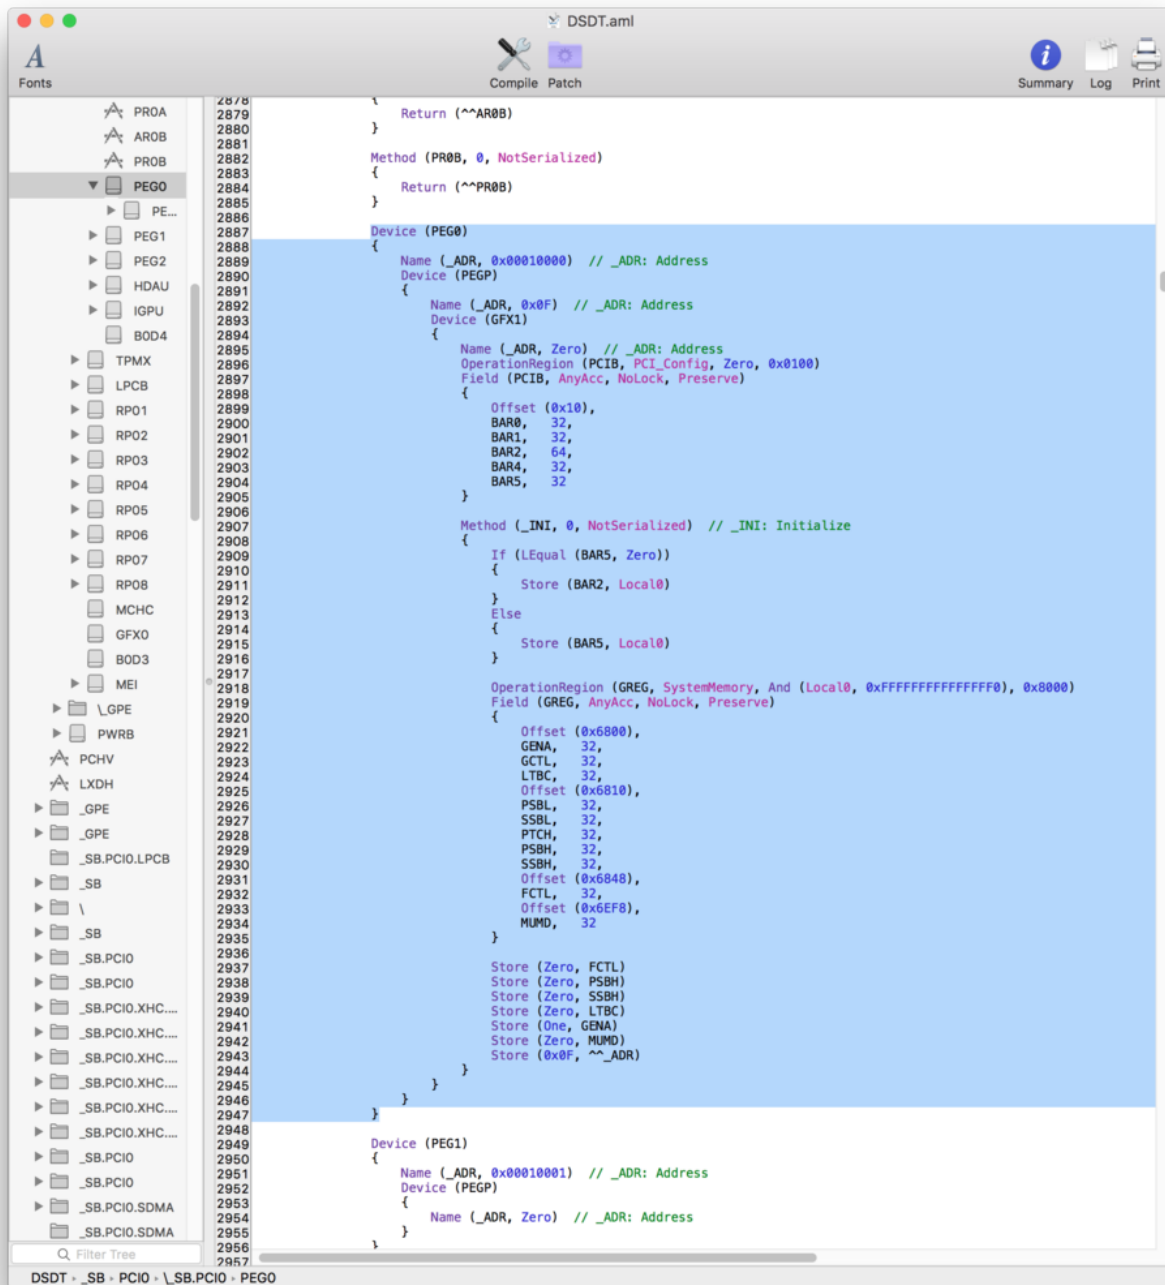 DSDT.aml
A
Fonts
Compile
Patch
i
Summary
Log
Print
PR0A
AR0B
PR0B
PEG0
PE...
PEG1
PEG2
HDAU
IGPU
B0D4
TPMX
LPCB
RP01
RP02
RP03
RP04
RP05
RP06
RP07
RP08
MCHC
GFX0
B0D3
MEI
\_GPE
PWRB
PCHV
LXDH
_GPE
_GPE
_SB.PCI0.LPCB
_SB
\
_SB
_SB.PCI0
_SB.PCI0
_SB.PCI0.XHC....
_SB.PCI0.XHC....
_SB.PCI0.XHC....
_SB.PCI0.XHC....
_SB.PCI0.XHC....
_SB.PCI0.XHC....
_SB.PCI0
_SB.PCI0
_SB.PCI0.SDMA
_SB.PCI0.SDMA
Filter Tree
2878 {
2879 Return (^^AR0B)
2880 }
2881
2882 Method (PR0B, 0, NotSerialized)
2883 {
2884 Return (^^PR0B)
2885 }
2886
2887 Device (PEG0)
2888 {
2889 Name (_ADR, 0x00010000) // _ADR: Address
2890 Device (PEGP)
2891 {
2892 Name (_ADR, 0x0F) // _ADR: Address
2893 Device (GFX1)
2894 {
2895 Name (_ADR, Zero) // _ADR: Address
2896 OperationRegion (PCIB, PCI_Config, Zero, 0x0100)
2897 Field (PCIB, AnyAcc, NoLock, Preserve)
2898 {
2899 Offset (0x10),
2900 BAR0, 32,
2901 BAR1, 32,
2902 BAR2, 64,
2903 BAR4, 32,
2904 BAR5, 32
2905 }
2906
2907 Method (_INI, 0, NotSerialized) // _INI: Initialize
2908 {
2909 If (LEqual (BAR5, Zero))
2910 {
2911 Store (BAR2, Local0)
2912 }
2913 Else
2914 {
2915 Store (BAR5, Local0)
2916 }
2917
2918 OperationRegion (GREG, SystemMemory, And (Local0, 0xFFFFFFFFFFFFFFF0), 0x8000)
2919 Field (GREG, AnyAcc, NoLock, Preserve)
2920 {
2921 Offset (0x6800),
2922 GENA, 32,
2923 GCTL, 32,
2924 LTBC, 32,
2925 Offset (0x6810),
2926 PSBL, 32,
2927 SSBL, 32,
2928 PTCH, 32,
2929 PSBH, 32,
2930 SSBH, 32,
2931 Offset (0x6848),
2932 FCTL, 32,
2933 Offset (0x6EF8),
2934 MUMD, 32
2935 }
2936
2937 Store (Zero, FCTL)
2938 Store (Zero, PSBH)
2939 Store (Zero, SSBH)
2940 Store (Zero, LTBC)
2941 Store (One, GENA)
2942 Store (Zero, MUMD)
2943 Store (0x0F, ^^_ADR)
2944 }
2945 }
2946 }
2947 }
2948
2949 Device (PEG1)
2950 {
2951 Name (_ADR, 0x00010001) // _ADR: Address
2952 Device (PEGP)
2953 {
2954 Name (_ADR, Zero) // _ADR: Address
2955 }
2956 }
2957
DSDT › _SB › PCI0 › \_SB.PCI0 › PEG0